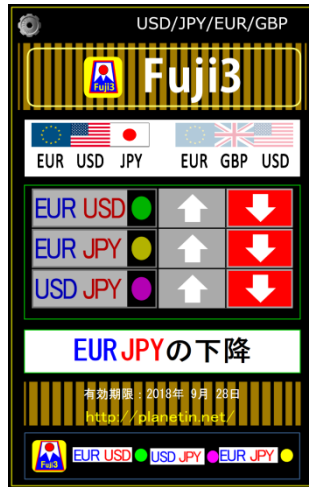 USD/JPY/EUR/GBP
Fuji3
Fuji3
EUR USD JPY EUR GBP USD
EUR USD
EUR JPY
USD JPY
EUR JPYの下降
有効期限:2018年 9月 28日
http://planetin.net/
Fuji3 EUR USD USD JPY EUR JPY